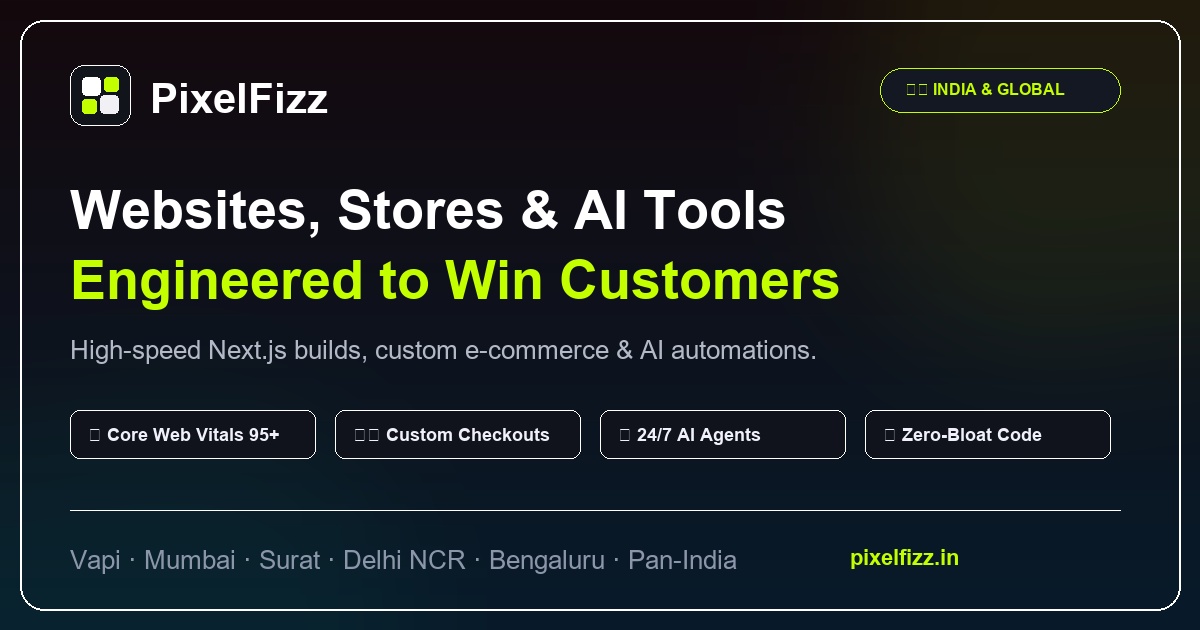 PixelFizz
INDIA & GLOBAL
Websites, Stores & AI Tools
Engineered to Win Customers
High-speed Next.js builds, custom e-commerce & AI automations.
Core Web Vitals 95+
Custom Checkouts
24/7 AI Agents
Zero-Bloat Code
Vapi · Mumbai · Surat · Delhi NCR · Bengaluru · Pan-India
pixelfizz.in